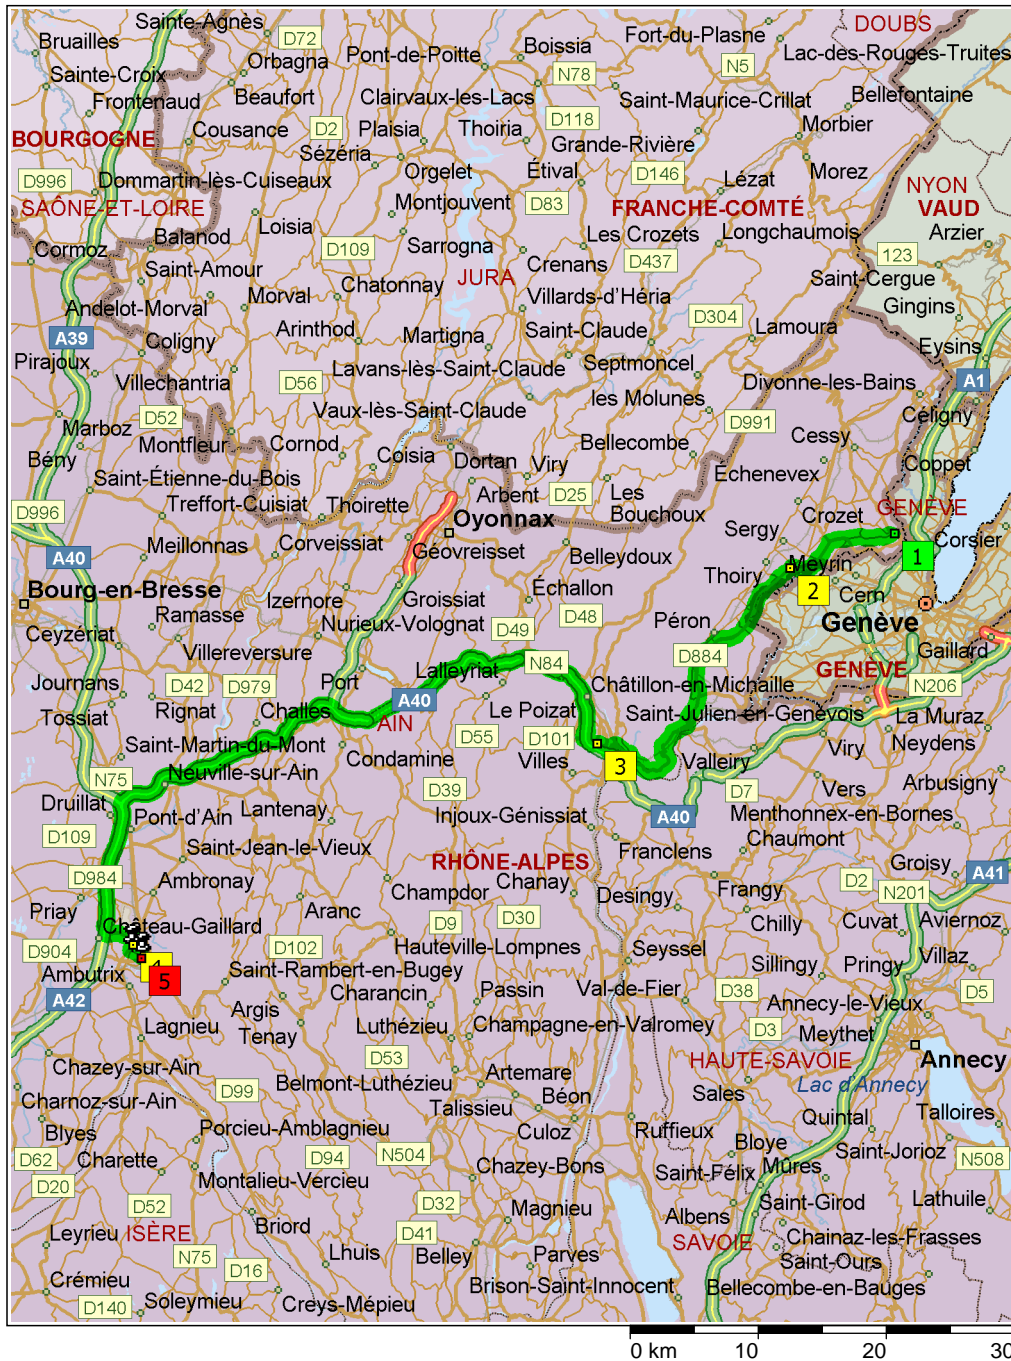 Sainte-Agnès
DOUBS
Bruailles
D72
Pont-de-Poitte
Boissia
Fort-du-Plasne
Lac-des-Rouges-Truites
Orbagna
N5
Sainte-Croix
N78
Beaufort
Clairvaux-les-Lacs
Saint-Maurice-Crillat
Bellefontaine
Frontenaud
D118
Cousance
D2
Plaisia
Thoiria
Morbier
BOURGOGNE
Grande-Rivière
Sézéria
Orgelet
Étival
D146
Morez
D996
Dommartin-lès-Cuiseaux
Lézat
NYON
SAÔNE-ET-LOIRE
Montjouvent
D83
FRANCHE-COMTÉ
VAUD
Loisia
Arzier
Cormoz
Balanod
D109
Sarrogna
Les Crozets
Longchaumois
123
Saint-Amour
Crenans
D437
Saint-Cergue
JURA
Chatonnay
Andelot-Morval
Morval
Villards-d'Héria
Gingins
A39
Coligny
Arinthod
Martigna
Saint-Claude
D304
Lamoura
Eysins
Pirajoux
Villechantria
D56
Lavans-lès-Saint-Claude
Septmoncel
Divonne-les-Bains
A1
les Molunes
Marboz
D52
Vaux-lès-Saint-Claude
D991
Céligny
Montfleur
Cornod
Bellecombe
Cessy
Bény
Coisia
Dortan
Viry
Échenevex
Coppet
Saint-Étienne-du-Bois
Arbent
D25
Les
Bouchoux
D996
Treffort-Cuisiat
Thoirette
Oyonnax
Crozet
GENÈVE
Sergy
A40
Meillonnas
Corveissiat
Géovreisset
Belleydoux
1
Corsier
Bourg-en-Bresse
Izernore
Échallon
Thoiry
Meyrin
2
Cern
Ramasse
Groissiat
D48
Genève
Ceyzériat
Nurieux-Volognat
D49
Péron
Villereversure
Lalleyriat
N84
D884
GENÈVE
Gaillard
Journans
D42
D979
Port
Châtillon-en-Michaille
N206
Tossiat
Rignat
Challes
A40
Le Poizat
Saint-Julien-en-Genévois
La Muraz
AIN
Saint-Martin-du-Mont
D55
D101
Viry
Neydens
N75
Neuville-sur-Ain
Condamine
Villes
3
Valleiry
Arbusigny
Druillat
D39
D7
Vers
Lantenay
Injoux-Génissiat
A40
Menthonnex-en-Bornes
D109
Pont-d'Ain
Chaumont
Saint-Jean-le-Vieux
RHÔNE-ALPES
Franclens
Groisy
A41
D984
Ambronay
Champdor
Chanay
Desingy
Frangy
D2
N201
Priay
Aranc
D9
D30
Chilly
Cuvat
Aviernoz
Château-Gaillard
D904
D102
Hauteville-Lompnes
Seyssel
Villaz
Ambutrix
5
Saint-Rambert-en-Bugey
Sillingy
Pringy
A42
Charancin
Passin
Val-de-Fier
D38
D5
Argis
Annecy-le-Vieux
Lagnieu
Tenay
Luthézieu
Champagne-en-Valromey
D3
Meythet
Chazey-sur-Ain
D53
HAUTE-SAVOIE
Annecy
D99
Belmont-Luthézieu
Artemare
Lac d'Annecy
Charnoz-sur-Ain
Talissieu
Béon
Sales
Talloires
Blyes
Porcieu-Amblagnieu
Culoz
Ruffieux
Quintal
D62
Charette
D94
N504
Bloye
Saint-Jorioz
N508
D20
Montalieu-Vercieu
Chazey-Bons
Saint-Félix
Mûres
D52
D32
Magnieu
Saint-Girod
Lathuile
Leyrieu
ISÈRE
Briord
D41
Albens
N75
Lhuis
Belley
Parves
SAVOIE
Chainaz-les-Frasses
Crémieu
D16
Saint-Ours
D140
Soleymieu
Creys-Mépieu
Brison-Saint-Innocent
Bellecombe-en-Bauges
0 km
10
20
30